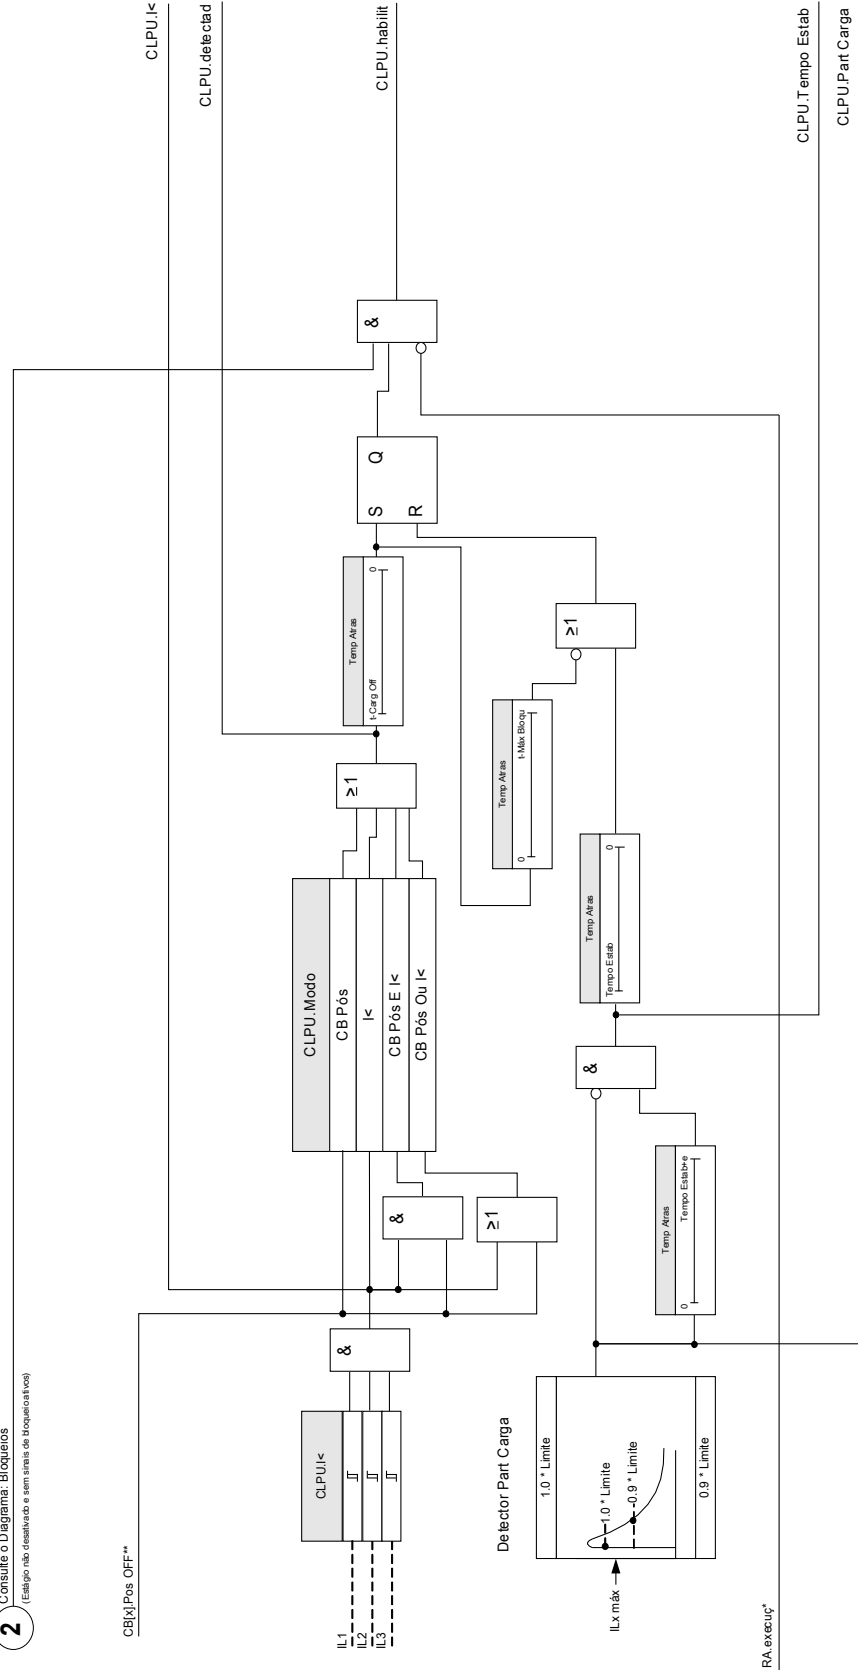 2
Consulte o Diagrama: Bloqueios
(Estágio não desativado e sem sinais de bloqueio ativos)
CLPU.I<
CLPU.detectad
CLPU.habilit
CB[x].Pos OFF**
IL1
IL2
IL3
CLPU.I<
&
CLPU.Modo
CB Pós
I<
CB Pós E I<
CB Pós Ou I<
&
≥1
≥1
Temp Atras
t-Carg Off
0
S
Q
R
&
Temp Atras
0
t-Máx Bloqu
≥1
Detector Part Carga
1.0 * Limite
1.0 * Limite
0.9 * Limite
0.9 * Limite
ILx máx
Temp Atras
0
Tempo Estab+e
&
Temp Atras
Tempo Estab
0
RA.execuç*
CLPU.Tempo Estab
CLPU.Part Carga